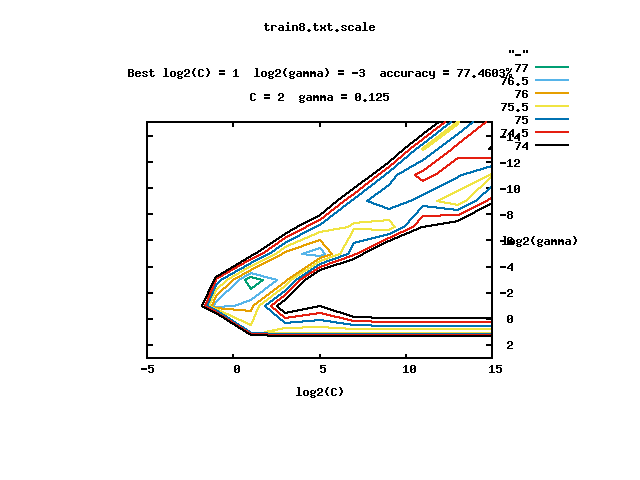 train8.txt.scale
"-"
Best log2(C) = 1  log2(gamma) = -3  accuracy = 77.4603%
77
76.5
C = 2  gamma = 0.125
76
75.5
75
74.5
74
-14
-12
-10
-8
-6
log2(gamma)
-4
-2
0
2
-5 0 5 10 15
log2(C)